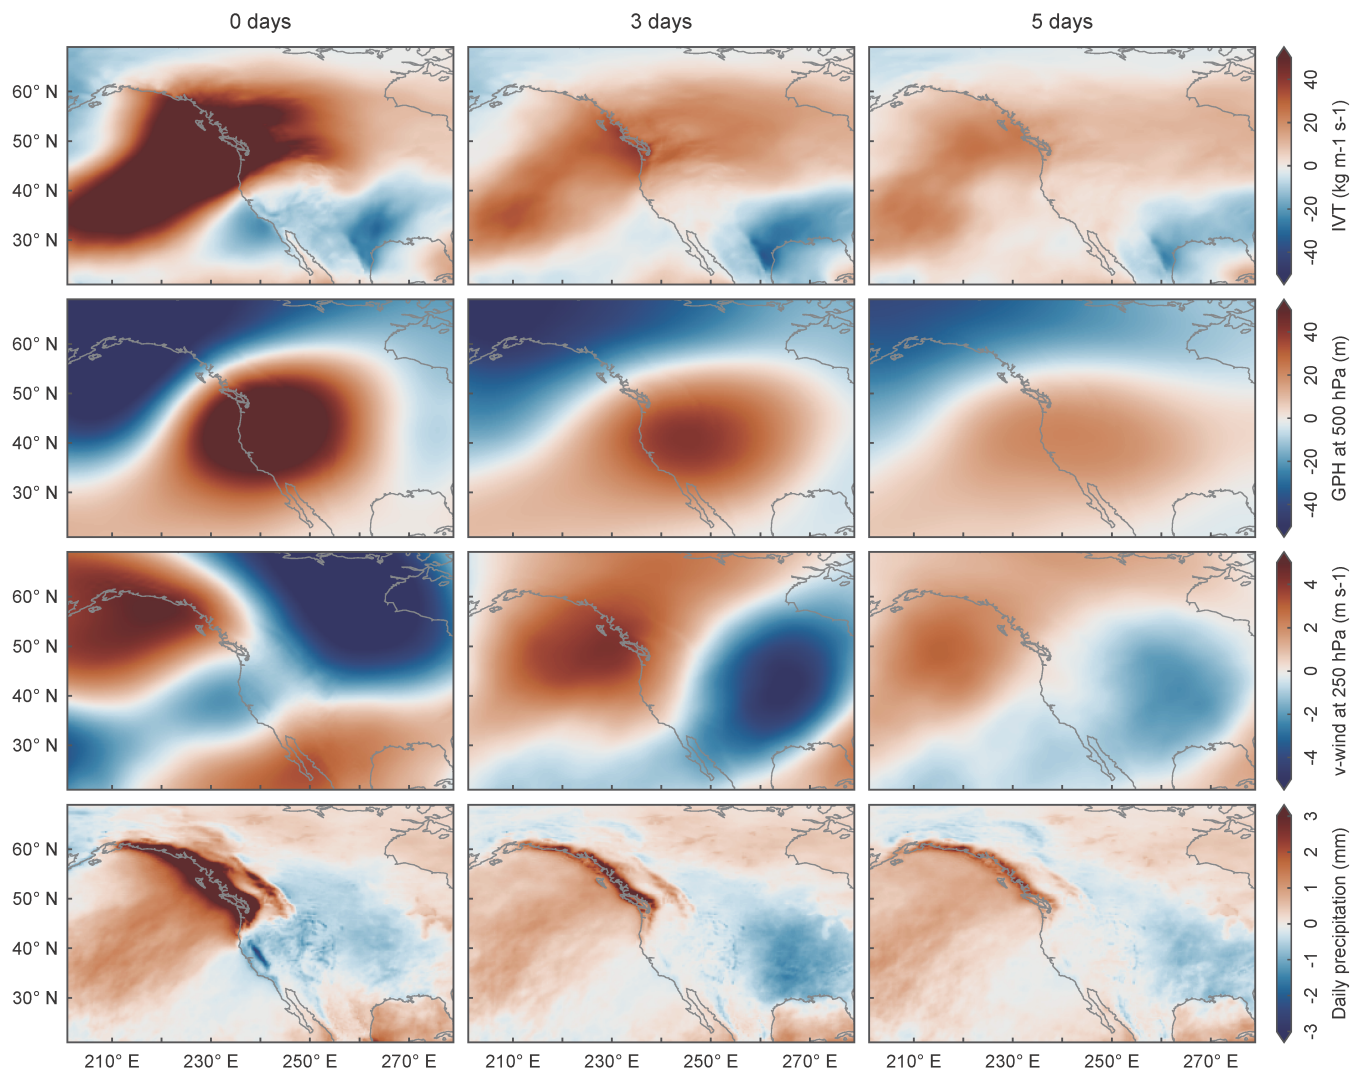 0 days 3 days 5 days
60° N
50° N
40° N
30° N
40
20
0
-20
-40
IVT (kg m-1 s-1)
60° N
50° N
40° N
30° N
40
20
0
-20
-40
GPH at 500 hPa (m)
60° N
50° N
40° N
30° N
4
2
0
-2
-4
v-wind at 250 hPa (m s-1)
60° N
50° N
40° N
30° N
3
2
1
0
-1
-2
-3
Daily precipitation (mm)
210° E 230° E 250° E 270° E 210° E 230° E 250° E 270° E 210° E 230° E 250° E 270° E